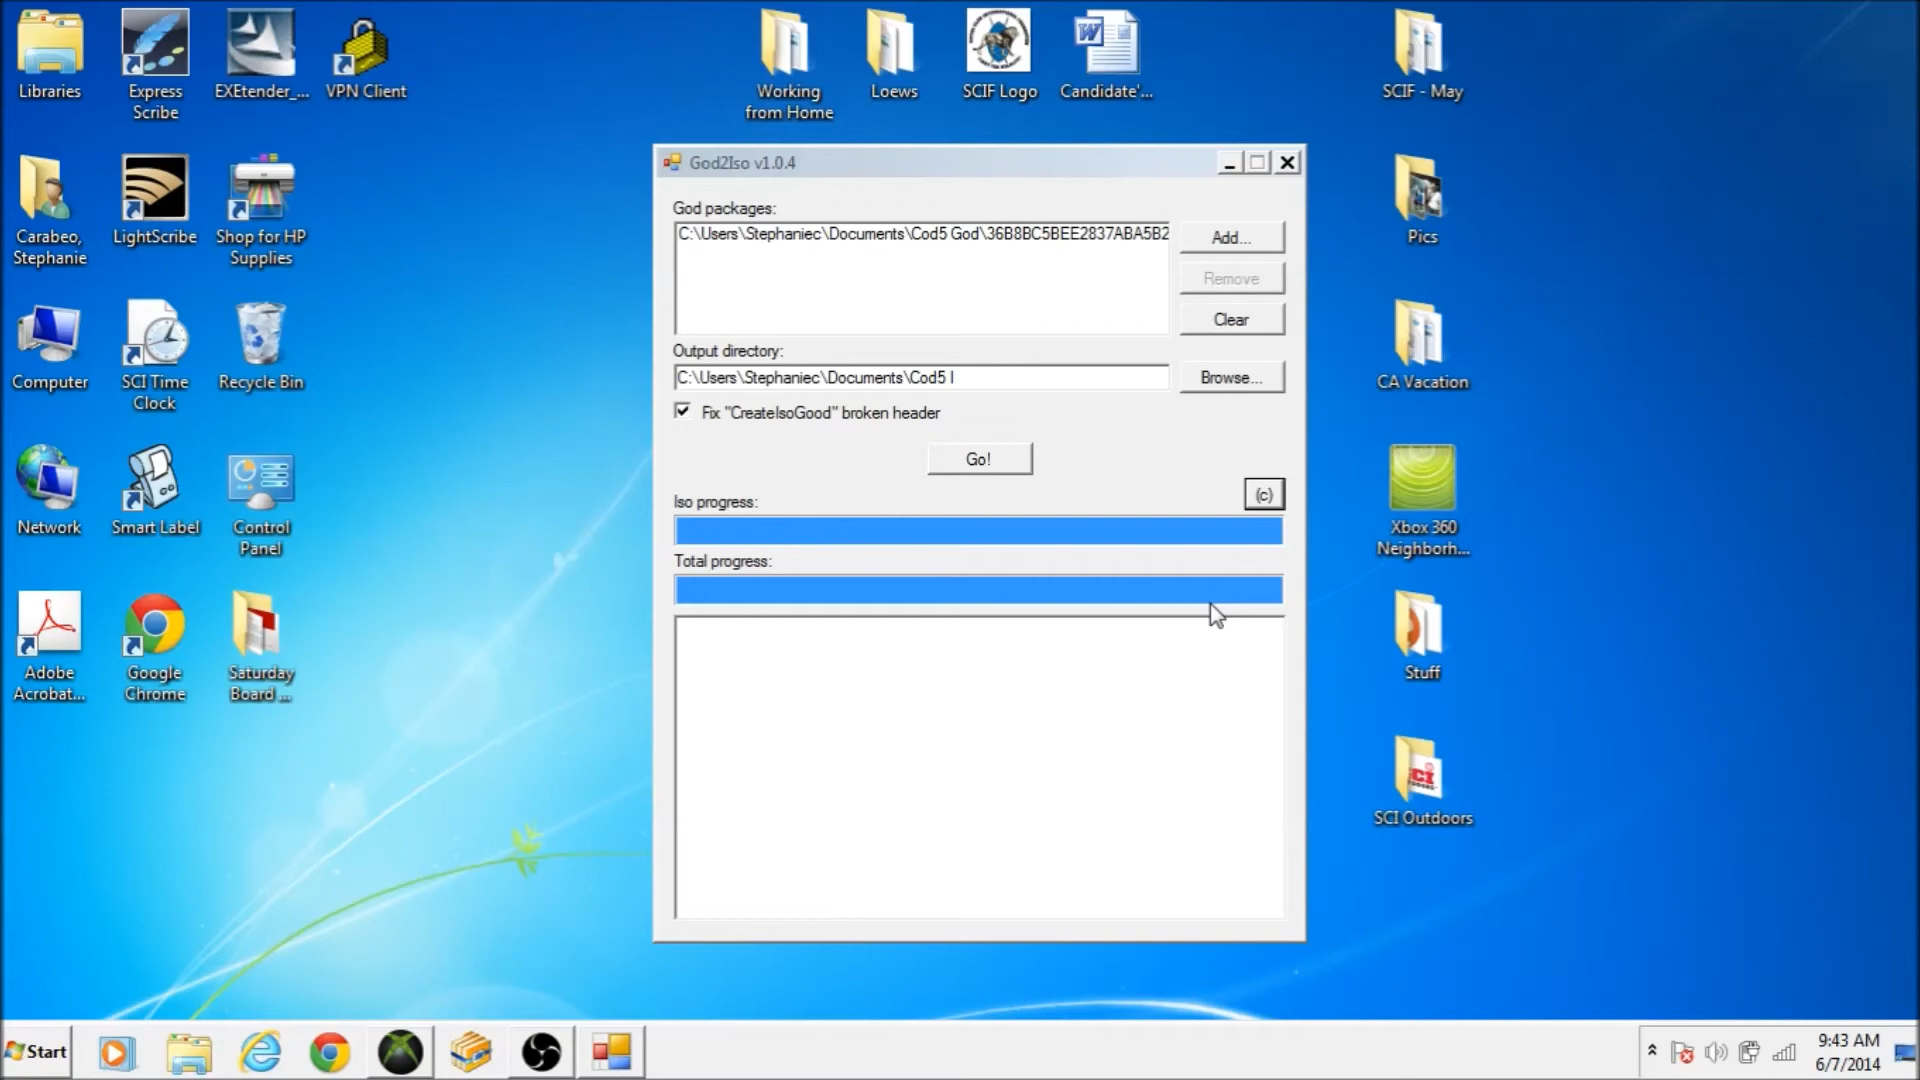 Libraries
Express
Scribe
EXEtender_...
VPN Client
Working
from Home
Loews
SCIF Logo
Candidate'...
SCIF - May
Carabeo,
Stephanie
LightScribe
Shop for HP
Supplies
Pics
Computer
SCI Time
Clock
Recycle Bin
CA Vacation
Network
Smart Label
Control
Panel
Xbox 360
Neighborh...
Adobe
Acrobat...
Google
Chrome
Saturday
Board ...
Stuff
SCI Outdoors
God2Iso v1.0.4
God packages:
C:\Users\Stephaniec\Documents\Cod5 God\36B8BC5BEE2837ABA5B2
Add...
Remove
Clear
Output directory:
C:\Users\Stephaniec\Documents\Cod5 I
Browse...
Fix "CreateIsoGood" broken header
Go!
(c)
Iso progress:
Total progress:
Start
9:43 AM
6/7/2014